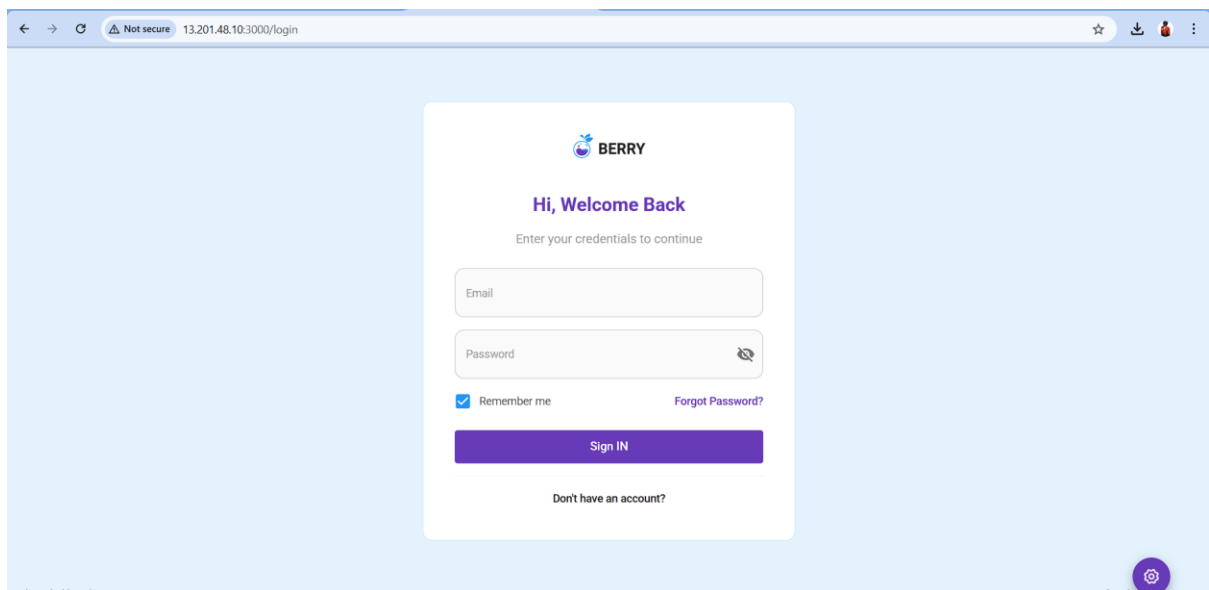 Not secure 13.201.48.10:3000/login
BERRY
Hi, Welcome Back
Enter your credentials to continue
Email
Password
Remember me Forgot Password?
Sign IN
Don't have an account?